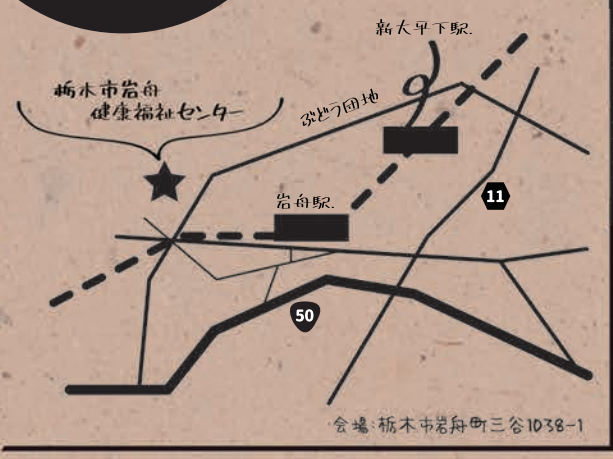 新大平下駅.
栃木市岩舟
健康福祉センター
ぶどう団地
岩舟駅.
11
50
会場:栃木市岩舟町三谷1038-1